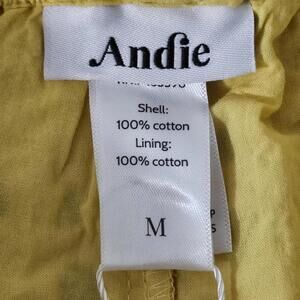 Andie
Shell:
100% cotton
Lining:
100% cotton
M
P
S